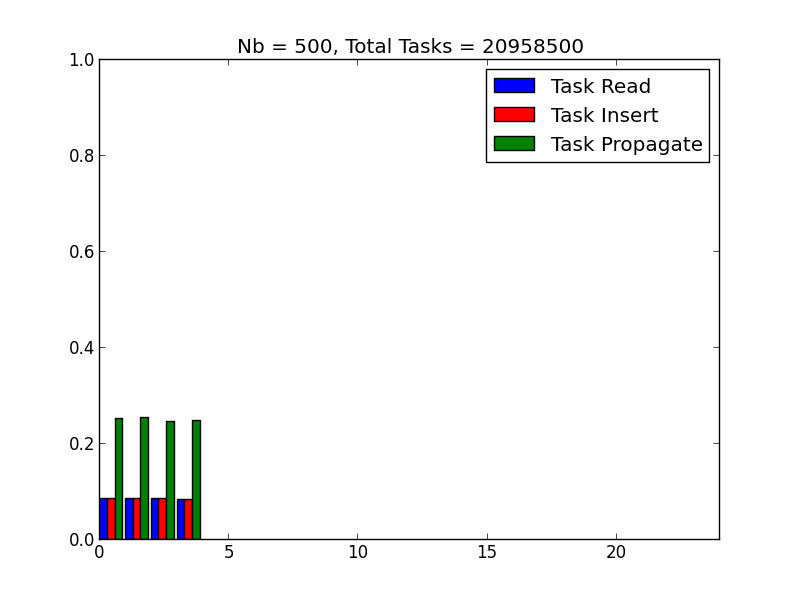 Nb = 500, Total Tasks = 20958500
1.0
0.8
0.6
0.4
0.2
0.0
Task Read
Task Insert
Task Propagate
0 5 10 15 20